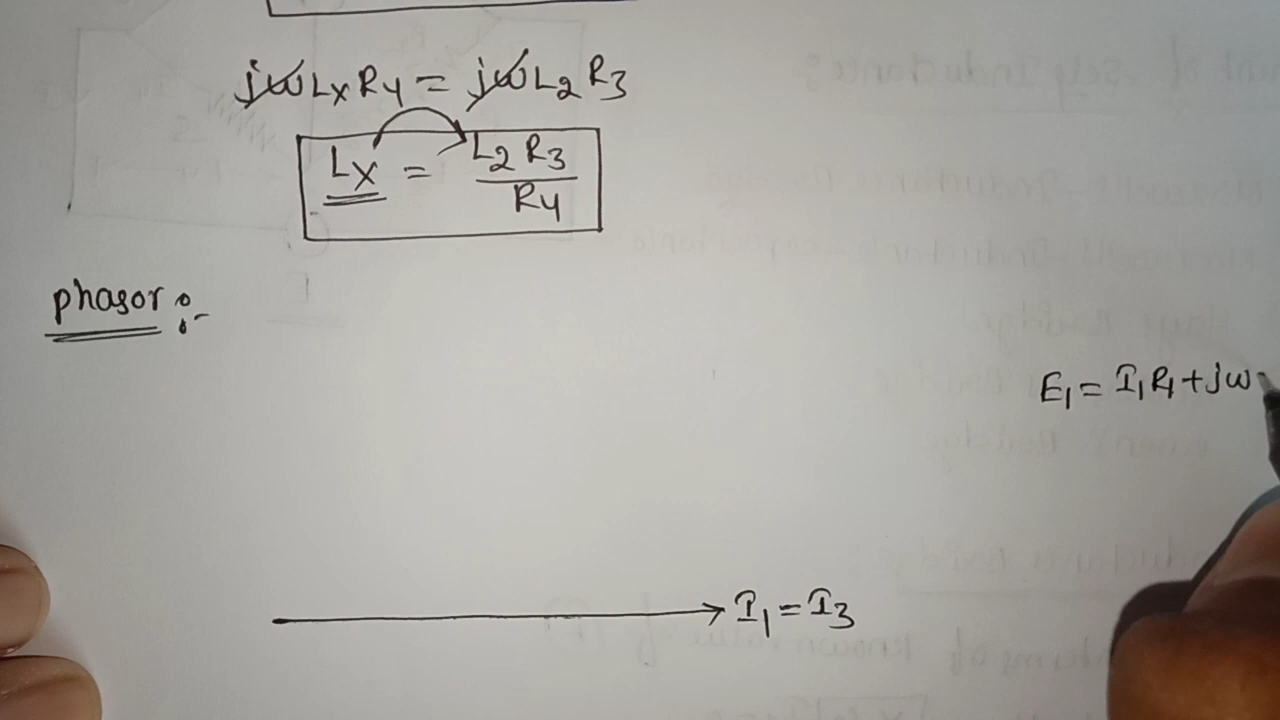 jωLxR4 = jωL2R3
Lx = L2R3
R4
phasor :-
E1 = I1R1 + jω
I1 = I3